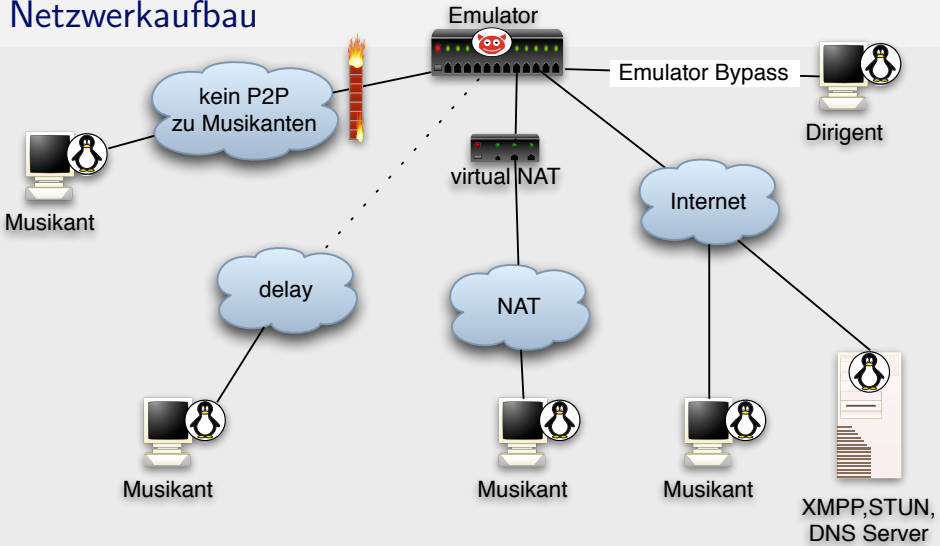 Netzwerkaufbau
Emulator
Emulator Bypass
Dirigent
kein P2P
zu Musikanten
Musikant
virtual NAT
Internet
delay
NAT
Musikant
Musikant
Musikant
XMPP,STUN,
DNS Server